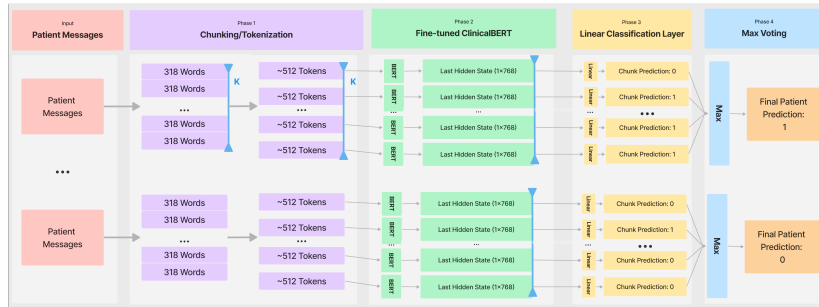 Input
Patient Messages
Phase 1
Chunking/Tokenization
Phase 2
Fine-tuned ClinicalBERT
Phase 3
Linear Classification Layer
Phase 4
Max Voting
Patient
Messages
318 Words
318 Words
...
318 Words
318 Words
K
~512 Tokens
~512 Tokens
...
~512 Tokens
~512 Tokens
K
BERT
BERT
...
BERT
BERT
Last Hidden State (1×768)
Last Hidden State (1×768)
...
Last Hidden State (1×768)
Last Hidden State (1×768)
Linear
Linear
...
Linear
Linear
Chunk Prediction: 0
Chunk Prediction: 1
...
Chunk Prediction: 1
Chunk Prediction: 1
Max
Final Patient
Prediction:
1
...
Patient
Messages
318 Words
318 Words
...
318 Words
318 Words
~512 Tokens
~512 Tokens
...
~512 Tokens
~512 Tokens
BERT
BERT
...
BERT
BERT
Last Hidden State (1×768)
Last Hidden State (1×768)
...
Last Hidden State (1×768)
Last Hidden State (1×768)
Linear
Linear
...
Linear
Linear
Chunk Prediction: 0
Chunk Prediction: 1
...
Chunk Prediction: 0
Chunk Prediction: 0
Max
Final Patient
Prediction:
0